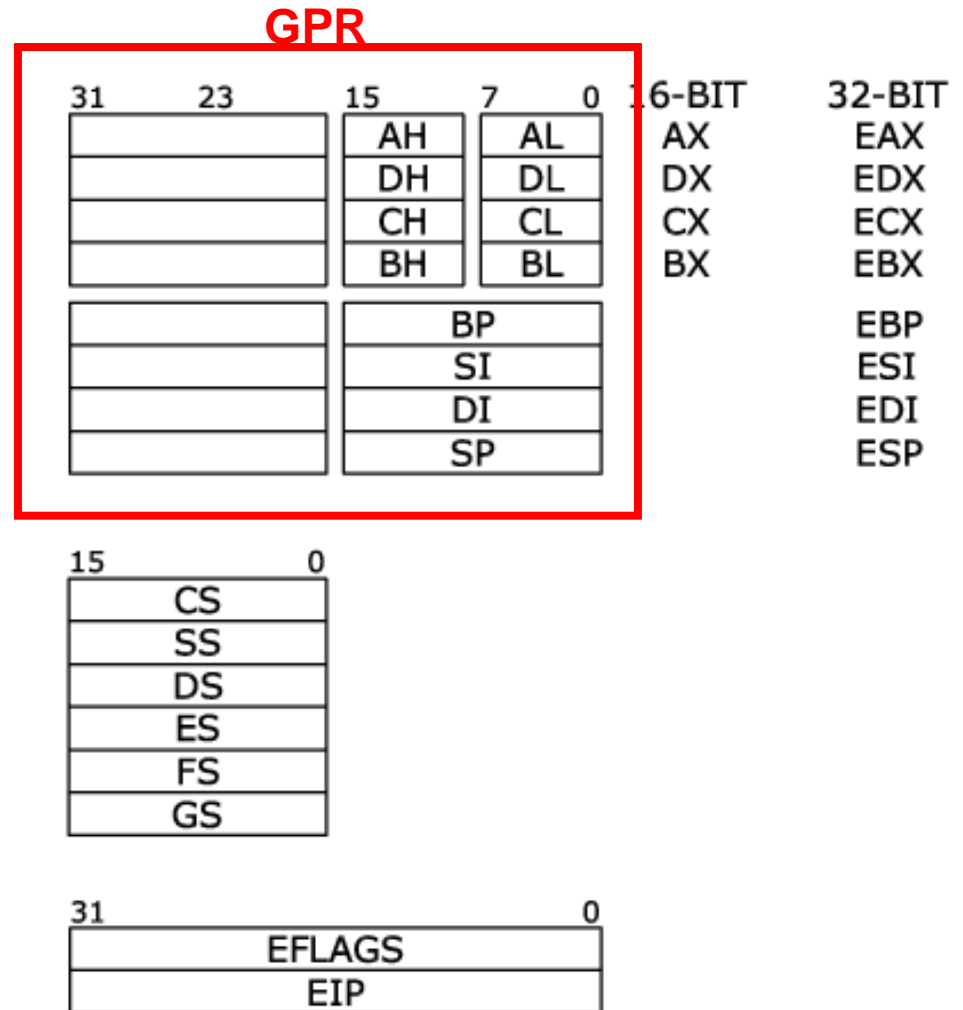 GPR
31 23 15 7 0 16-BIT 32-BIT
AH AL AX EAX
DH DL DX EDX
CH CL CX ECX
BH BL BX EBX
BP EBP
SI ESI
DI EDI
SP ESP
15 0
CS
SS
DS
ES
FS
GS
31 0
EFLAGS
EIP